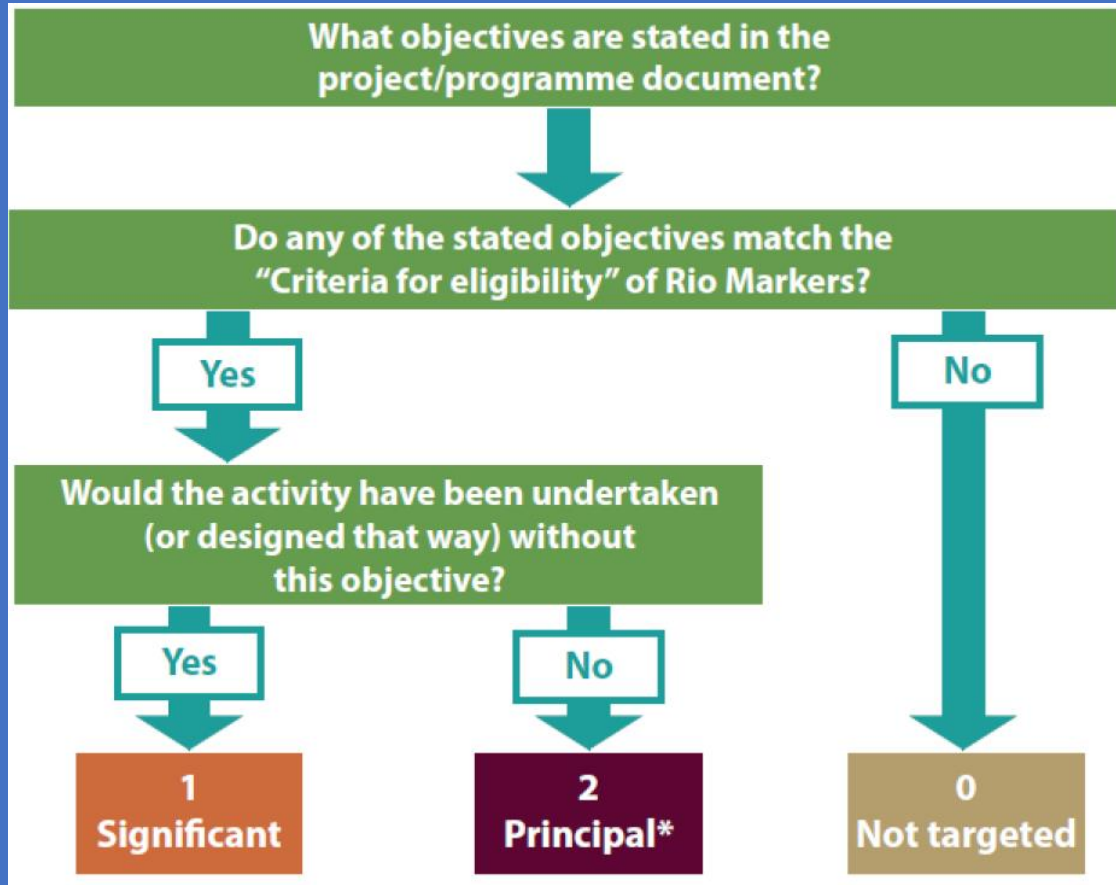 What objectives are stated in the
project/programme document?
Do any of the stated objectives match the
“Criteria for eligibility” of Rio Markers?
Yes
No
Would the activity have been undertaken
(or designed that way) without
this objective?
Yes
No
1
Significant
2
Principal*
0
Not targeted